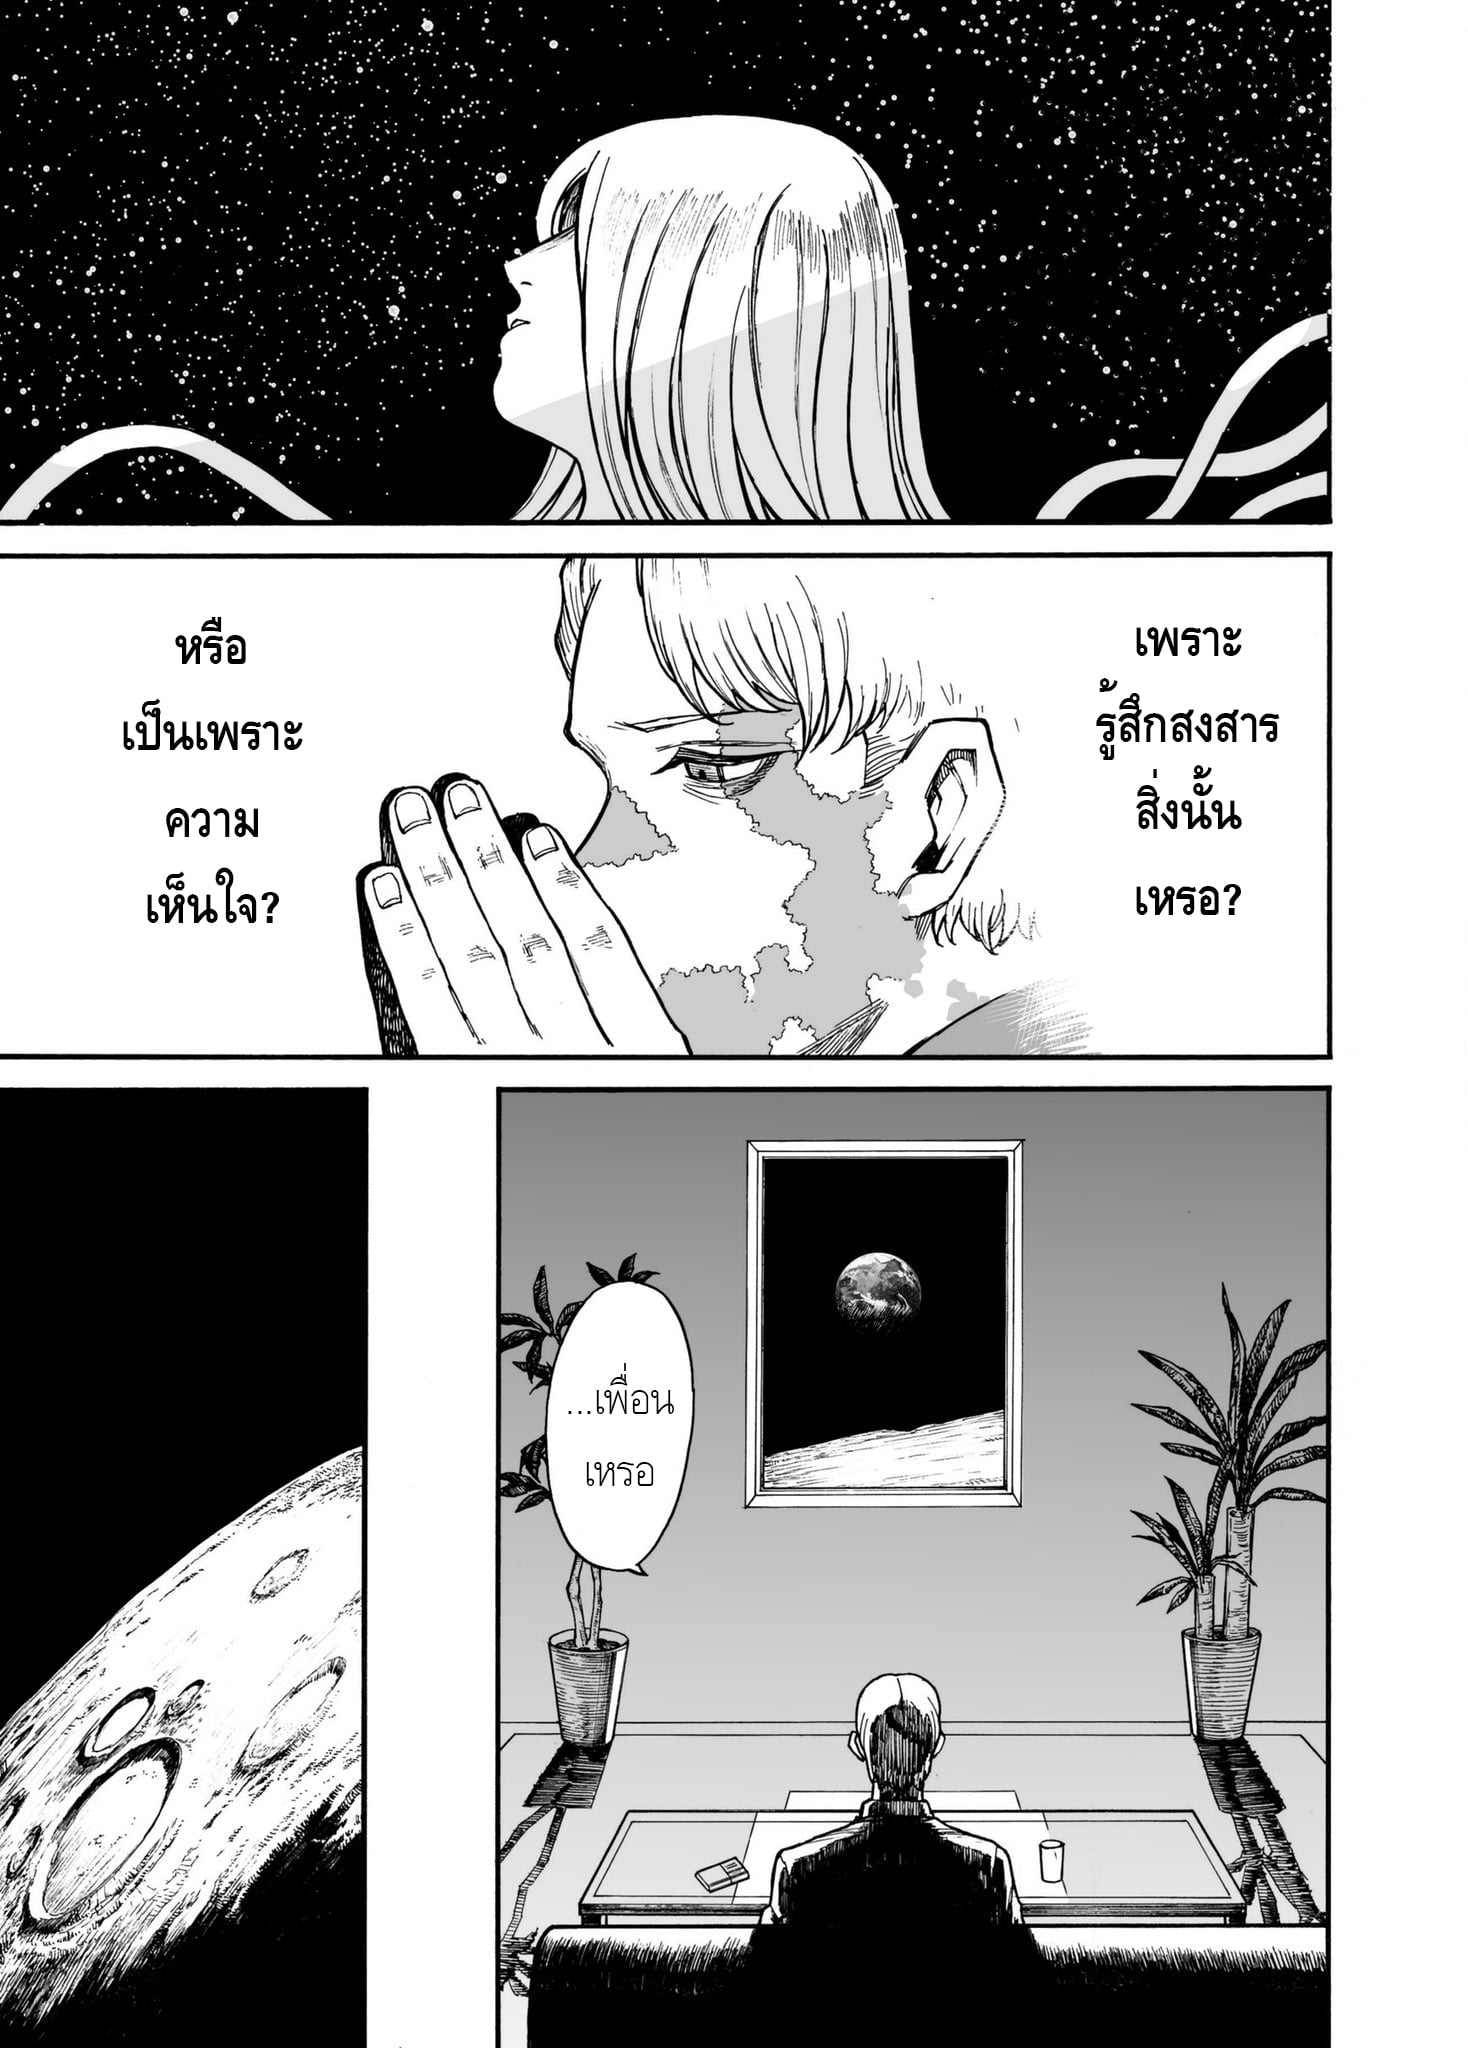 เพราะ
รู้สึกสงสาร
สิ่งนั้น
เหรอ?
หรือ
เป็นเพราะ
ความ
เห็นใจ?
...เพื่อน
เหรอ